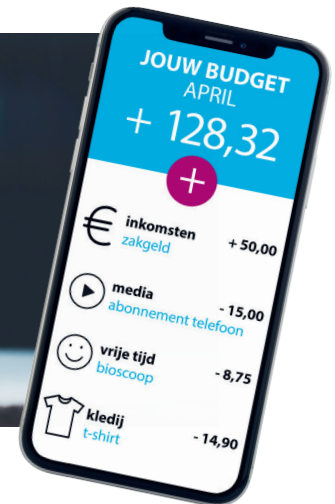 JOUW BUDGET
APRIL
+ 128,32
+
€ inkomsten + 50,00
zakgeld
media - 15,00
abonnement telefoon
vrije tijd - 8,75
bioscoop
kledij - 14,90
t-shirt